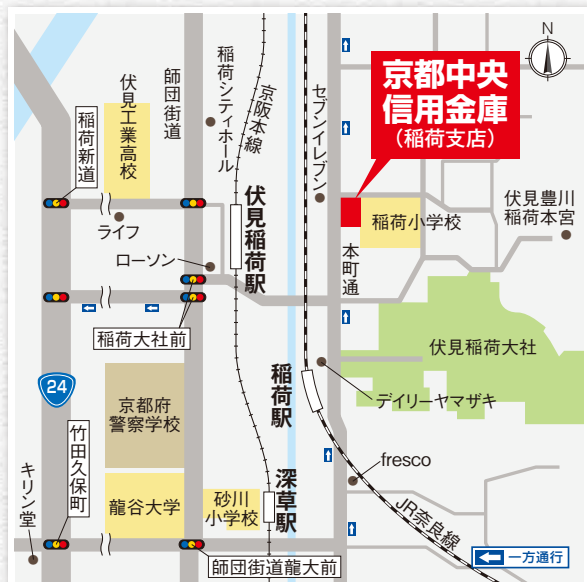 N
京都中央
信用金庫
(稲荷支店)
師団街道
伏見工業高校
稲荷シティホール
京阪本線
セブンイレブン
稲荷新道
ライフ
伏見稲荷駅
稲荷小学校
伏見豊川
稲荷本宮
本町通
ローソン
稲荷大社前
伏見稲荷大社
24
京都府
警察学校
稲荷駅
デイリーヤマザキ
竹田久保町
キリン堂
龍谷大学
砂川
小学校
深草駅
fresco
JR奈良線
師団街道龍大前
一方通行